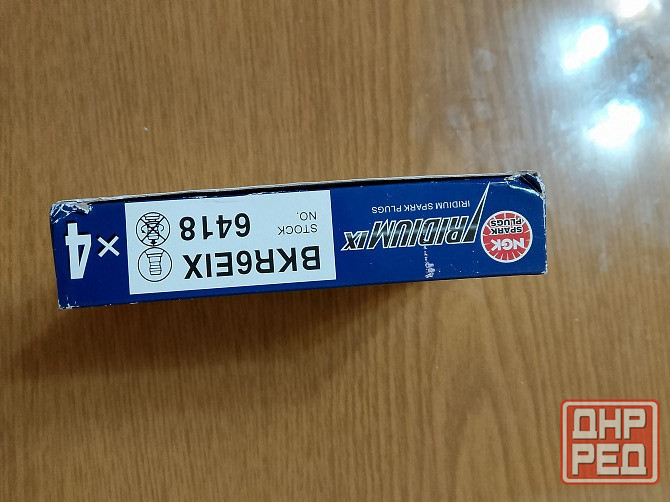 NGK
SPARK
PLUGS
IRIDIUM IX
IRIDIUM SPARK PLUGS
BKR6EIX
STOCK
NO.
6418
×4
ДНР
РЕД